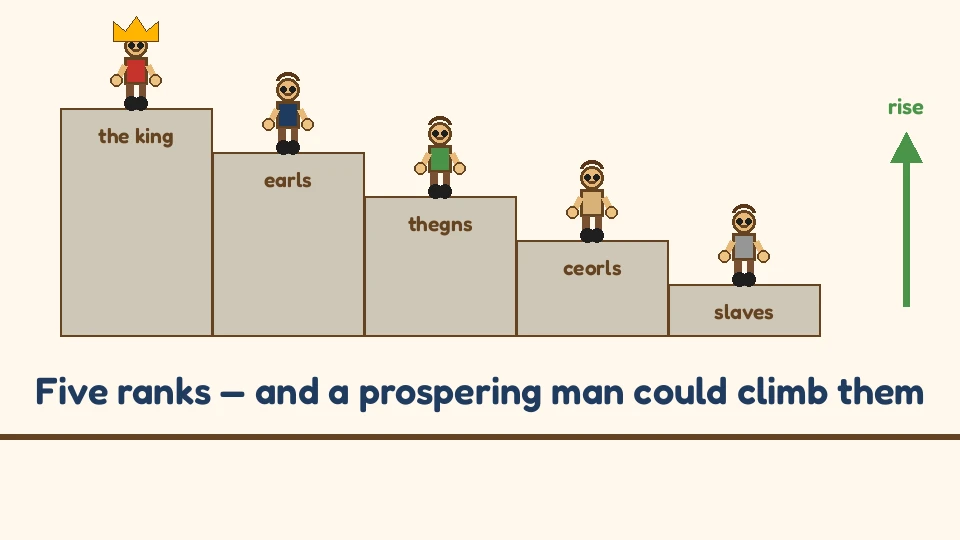 the king
earls
thegns
ceorls
slaves
rise
Five ranks — and a prospering man could climb them